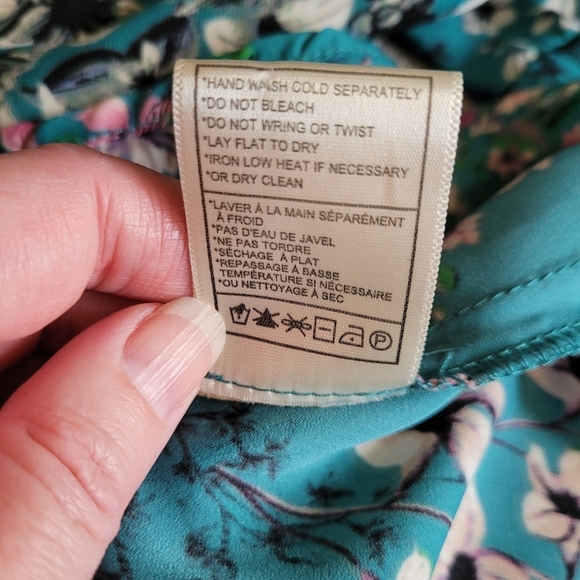 *HAND WASH COLD SEPARATELY
*DO NOT BLEACH
*DO NOT WRING OR TWIST
*LAY FLAT TO DRY
*IRON LOW HEAT IF NECESSARY
*OR DRY CLEAN
*LAVER À LA MAIN SÉPARÉMENT
À FROID
*PAS D'EAU DE JAVEL
*NE PAS TORDRE
*SÉCHAGE À PLAT
*REPASSAGE À BASSE
TEMPÉRATURE SI NÉCESSAIRE
*OU NETTOYAGE À SEC
P